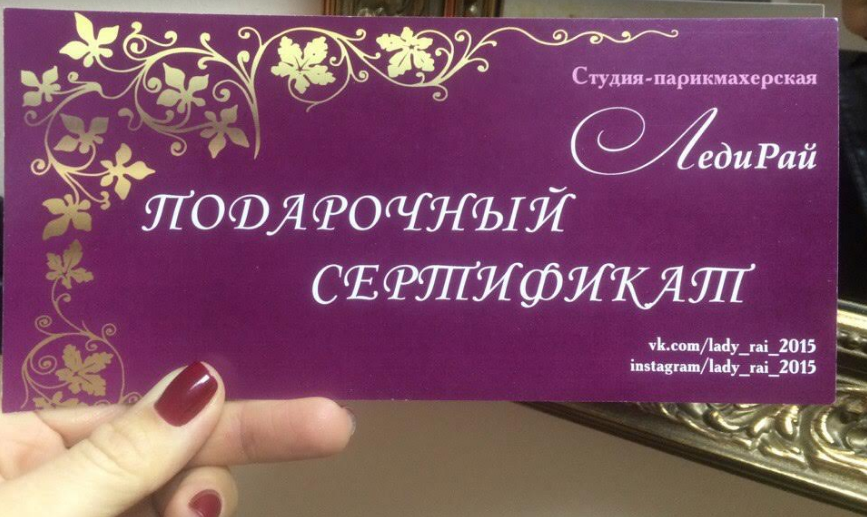 Студия-парикмахерская
ЛедиРай
ПОДАРОЧНЫЙ
СЕРТИФИКАТ
vk.com/lady_rai_2015
instagram/lady_rai_2015